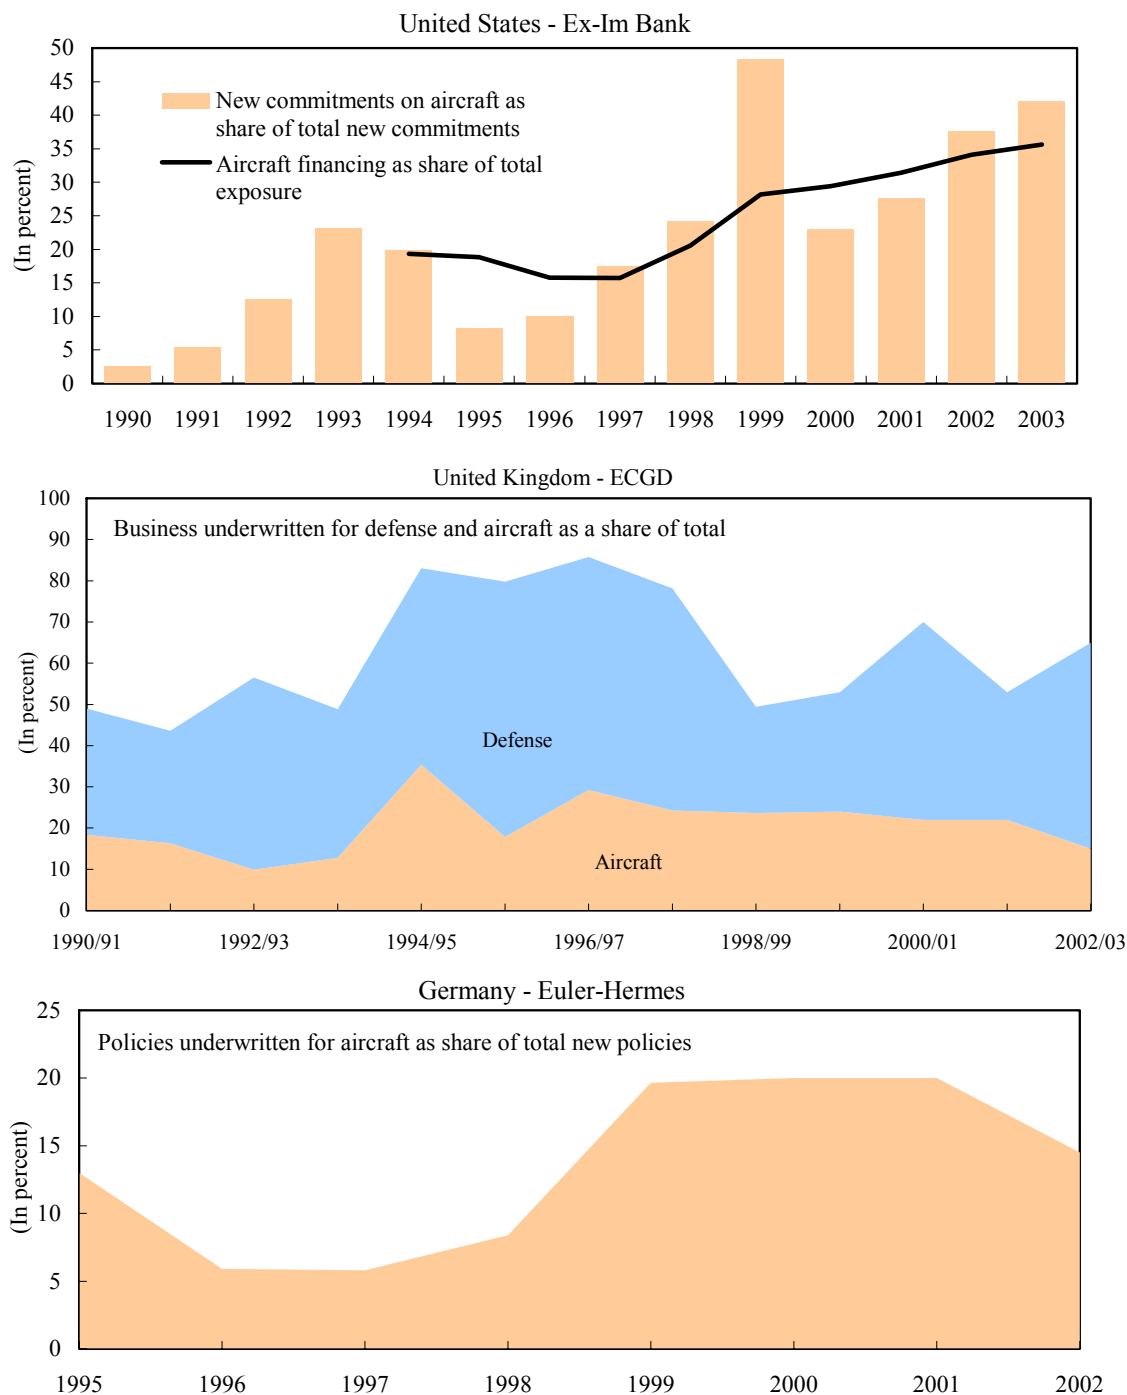 United States - Ex-Im Bank
50
45
40
35
30
25
20
15
10
5
0
(In percent)
New commitments on aircraft as
share of total new commitments
Aircraft financing as share of total
exposure
1990 1991 1992 1993 1994 1995 1996 1997 1998 1999 2000 2001 2002 2003
United Kingdom - ECGD
100
90
80
70
60
50
40
30
20
10
0
(In percent)
Business underwritten for defense and aircraft as a share of total
Defense
Aircraft
1990/91 1992/93 1994/95 1996/97 1998/99 2000/01 2002/03
Germany - Euler-Hermes
25
20
15
10
5
0
(In percent)
Policies underwritten for aircraft as share of total new policies
1995 1996 1997 1998 1999 2000 2001 2002